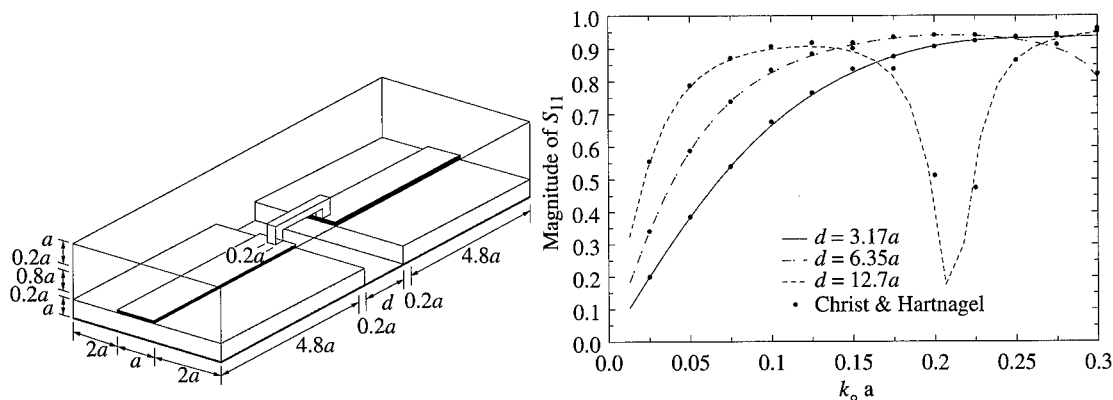 a
0.2a
0.8a
0.2a
a
2a
a
2a
0.2a
4.8a
0.2a
d
0.2a
4.8a
Magnitude of S11
1.0
0.9
0.8
0.7
0.6
0.5
0.4
0.3
0.2
0.1
0.0
0.0
0.05
0.1
0.15
0.2
0.25
0.3
k₀ a
d = 3.17a
d = 6.35a
d = 12.7a
Christ & Hartnagel